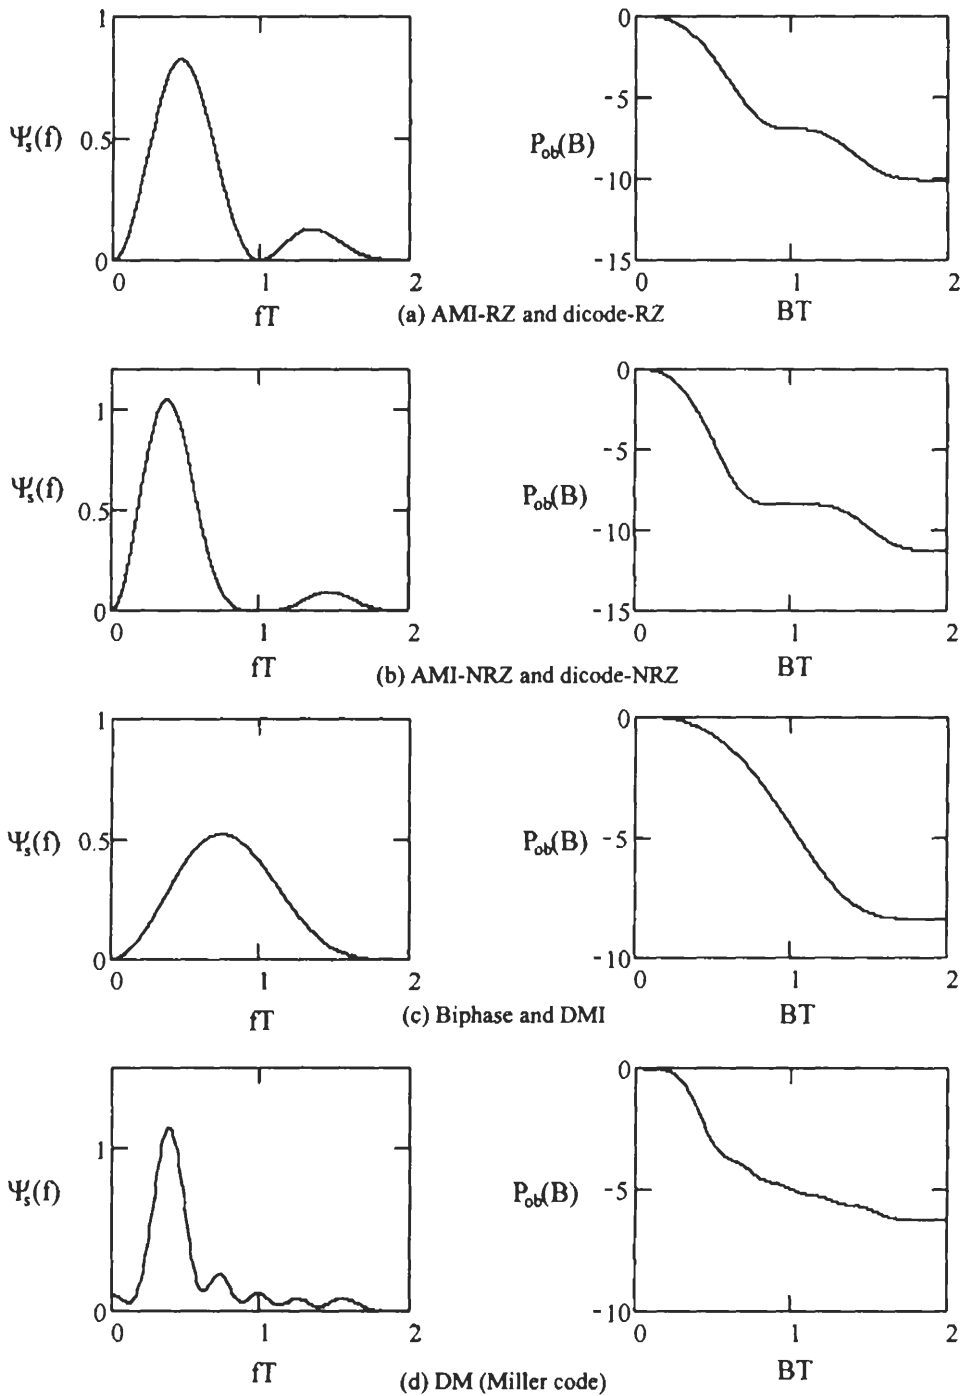 1
0.5
0
Ψs(f)
0 1 2
fT
0
-5
-10
-15
Pob(B)
0 1 2
BT
(a) AMI-RZ and dicode-RZ
1
0.5
0
Ψs(f)
0 1 2
fT
0
-5
-10
-15
Pob(B)
0 1 2
BT
(b) AMI-NRZ and dicode-NRZ
1
0.5
0
Ψs(f)
0 1 2
fT
0
-5
-10
Pob(B)
0 1 2
BT
(c) Biphase and DMI
1
0
Ψs(f)
0 1 2
fT
0
-5
-10
Pob(B)
0 1 2
BT
(d) DM (Miller code)